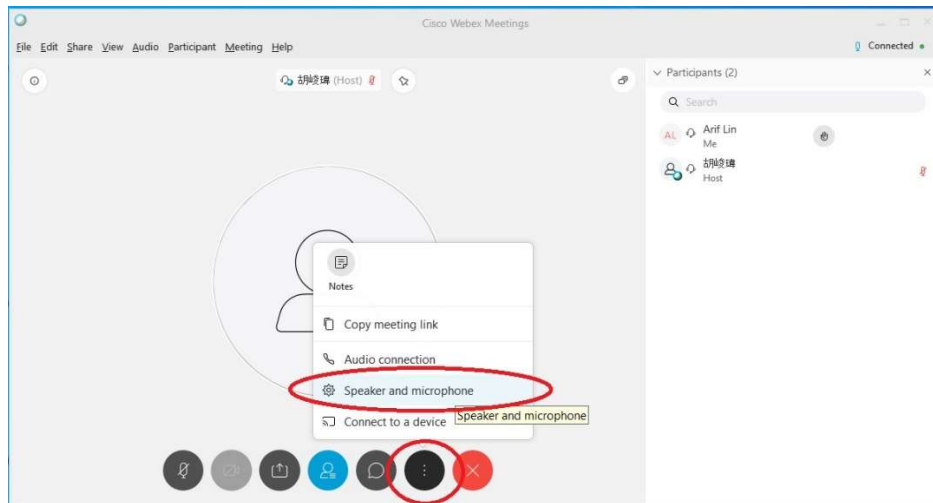 Cisco Webex Meetings
File Edit Share View Audio Participant Meeting Help
Connected
胡峻瑋 (Host)
Participants (2)
Search
AL
Arif Lin
Me
胡峻瑋
Host
Notes
Copy meeting link
Audio connection
Speaker and microphone
Speaker and microphone
Connect to a device